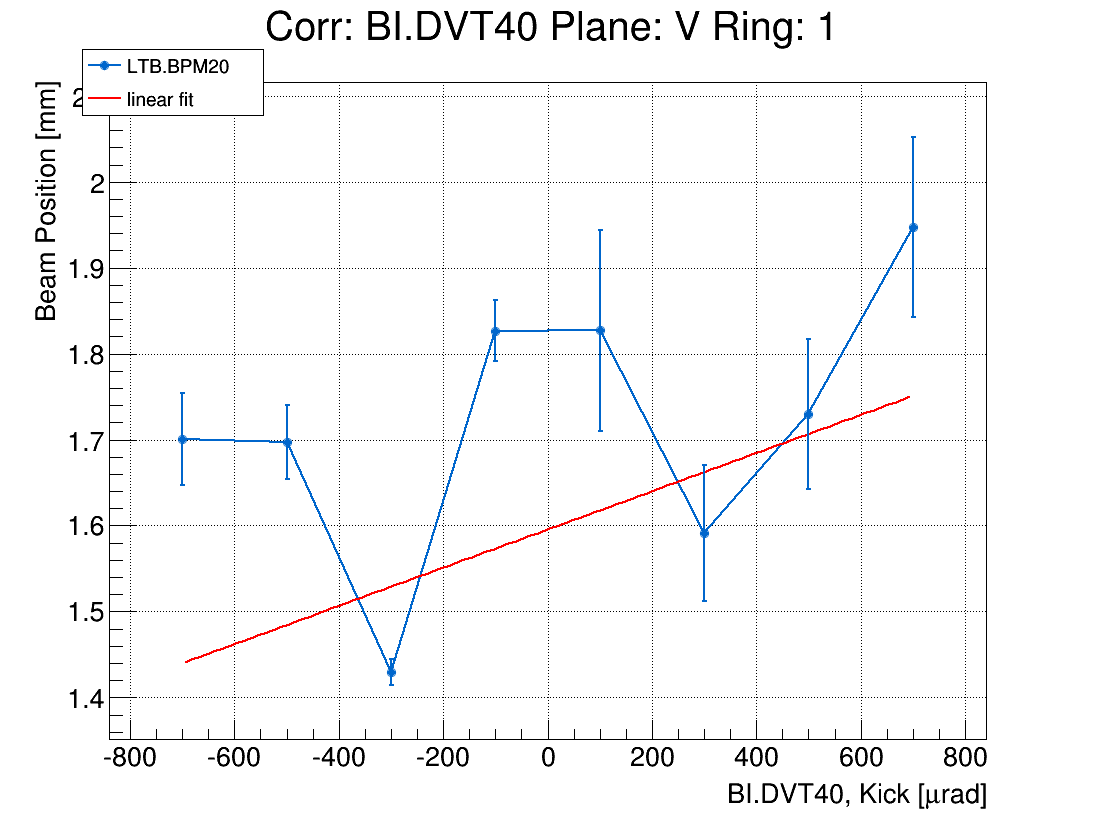 Corr: BI.DVT40 Plane: V Ring: 1
LTB.BPM20
linear fit
Beam Position [mm]
2
2
1.9
1.8
1.7
1.6
1.5
1.4
-800 -600 -400 -200 0 200 400 600 800
BI.DVT40, Kick [μrad]